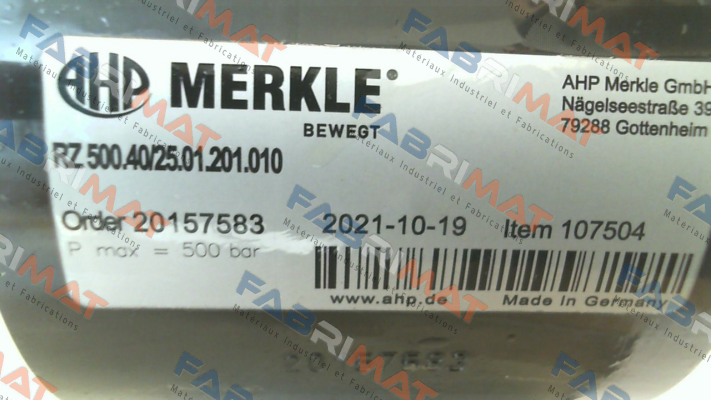 AHP MERKLE®
BEWEGT
AHP Merkle GmbH
Nägelseestraße 39
79288 Gottenheim
RZ 500.40/25.01.201.010
Order 20157583 2021-10-19 Item 107504
P max = 500 bar
www.ahp.de Made in Germany
FABRIMAT
Materiaux Industriel et Fabrications